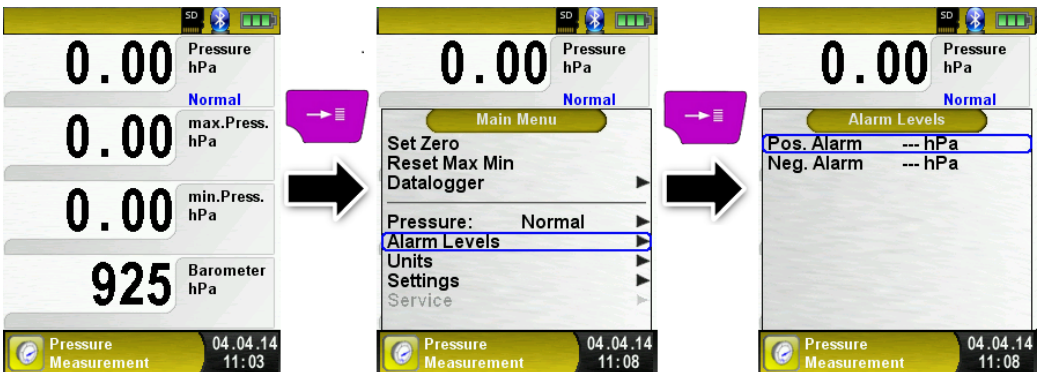 SD
0.00 Pressure
hPa
Normal
0.00 max.Press.
hPa
0.00 min.Press.
hPa
925 Barometer
hPa
Pressure
Measurement
04.04.14
11:03
SD
0.00 Pressure
hPa
Normal
Main Menu
Set Zero
Reset Max Min
Datalogger
Pressure: Normal
Alarm Levels
Units
Settings
Service
Pressure
Measurement
04.04.14
11:08
SD
0.00 Pressure
hPa
Normal
Alarm Levels
Pos. Alarm --- hPa
Neg. Alarm --- hPa
Pressure
Measurement
04.04.14
11:08